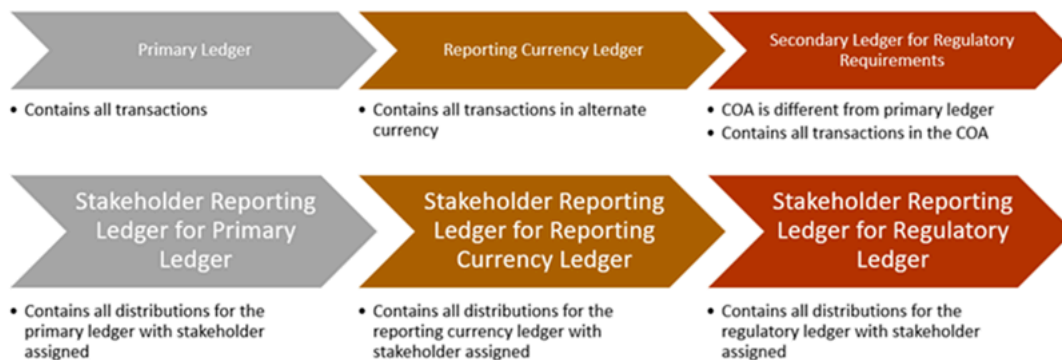 Primary Ledger
Reporting Currency Ledger
Secondary Ledger for Regulatory
Requirements
• Contains all transactions
• Contains all transactions in alternate
currency
• COA is different from primary ledger
• Contains all transactions in the COA
Stakeholder Reporting
Ledger for Primary
Ledger
Stakeholder Reporting
Ledger for Reporting
Currency Ledger
Stakeholder Reporting
Ledger for Regulatory
Ledger
• Contains all distributions for the
primary ledger with stakeholder
assigned
• Contains all distributions for the
reporting currency ledger with
stakeholder assigned
• Contains all distributions for the
regulatory ledger with stakeholder
assigned